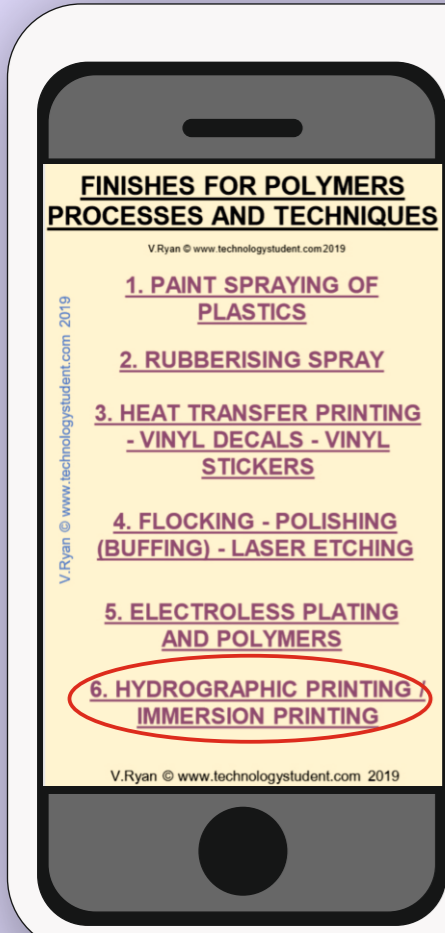 FINISHES FOR POLYMERS
PROCESSES AND TECHNIQUES
V.Ryan © www.technologystudent.com 2019
V.Ryan © www.technologystudent.com 2019
1. PAINT SPRAYING OF
PLASTICS
2. RUBBERISING SPRAY
3. HEAT TRANSFER PRINTING
- VINYL DECALS - VINYL
STICKERS
4. FLOCKING - POLISHING
(BUFFING) - LASER ETCHING
5. ELECTROLESS PLATING
AND POLYMERS
6. HYDROGRAPHIC PRINTING /
IMMERSION PRINTING
V.Ryan © www.technologystudent.com 2019